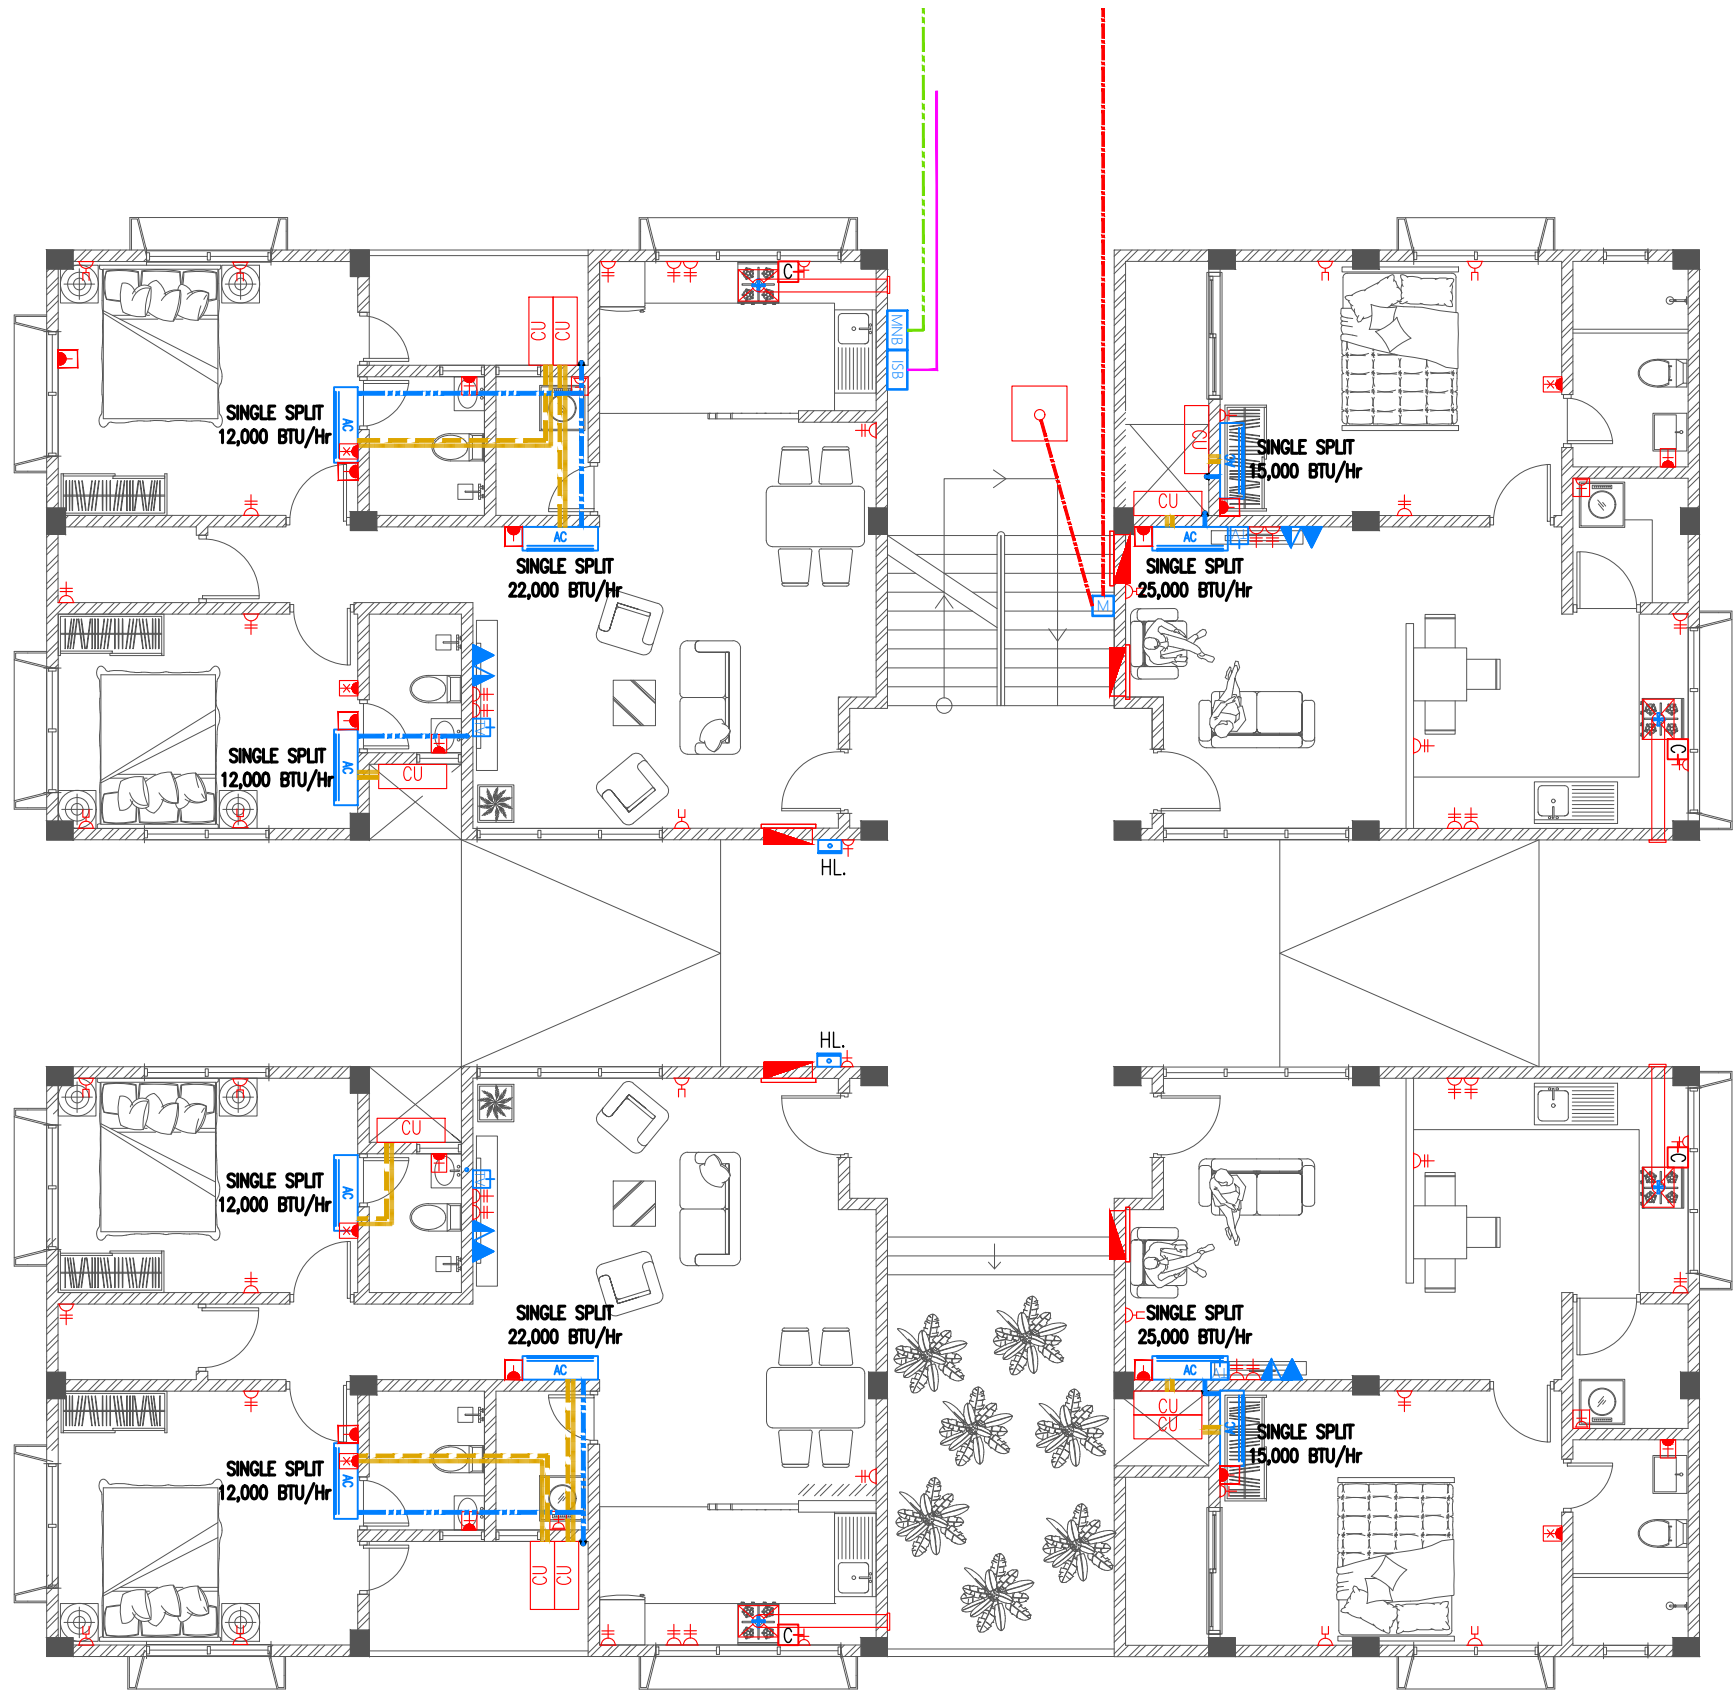 C
CU
CU
MNB
ISB
SINGLE SPLIT
12,000 BTU/Hr
AC
SINGLE SPLIT
15,000 BTU/Hr
CU
AC
CU
AC
AC
SINGLE SPLIT
22,000 BTU/Hr
SINGLE SPLIT
25,000 BTU/Hr
M
SINGLE SPLIT
12,000 BTU/Hr
AC
CU
C
HL.
HL.
CU
C
SINGLE SPLIT
12,000 BTU/Hr
AC
SINGLE SPLIT
22,000 BTU/Hr
SINGLE SPLIT
25,000 BTU/Hr
AC
AC
CU
CU
SINGLE SPLIT
15,000 BTU/Hr
SINGLE SPLIT
12,000 BTU/Hr
AC
CU
CU
C